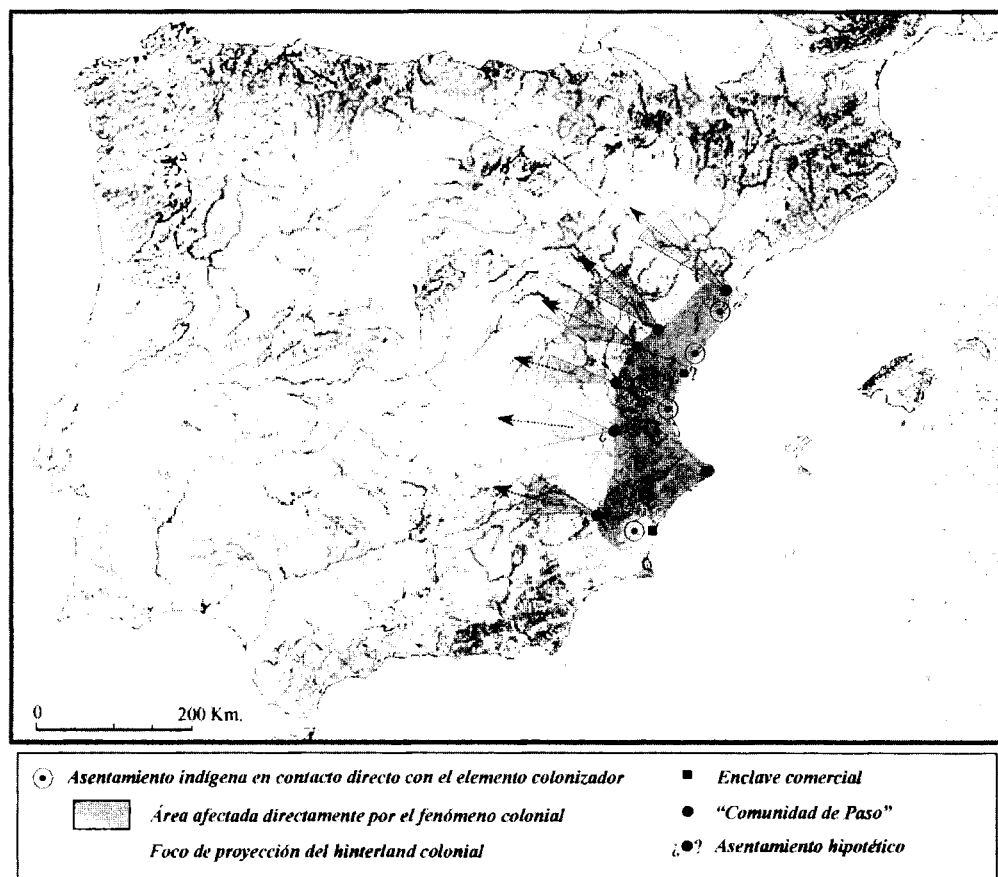 ?
¿
0 200 Km.
Asentamiento indígena en contacto directo con el elemento colonizador
Enclave comercial
Área afectada directamente por el fenómeno colonial
"Comunidad de Paso"
Foco de proyección del hinterland colonial
¿ ? Asentamiento hipotético